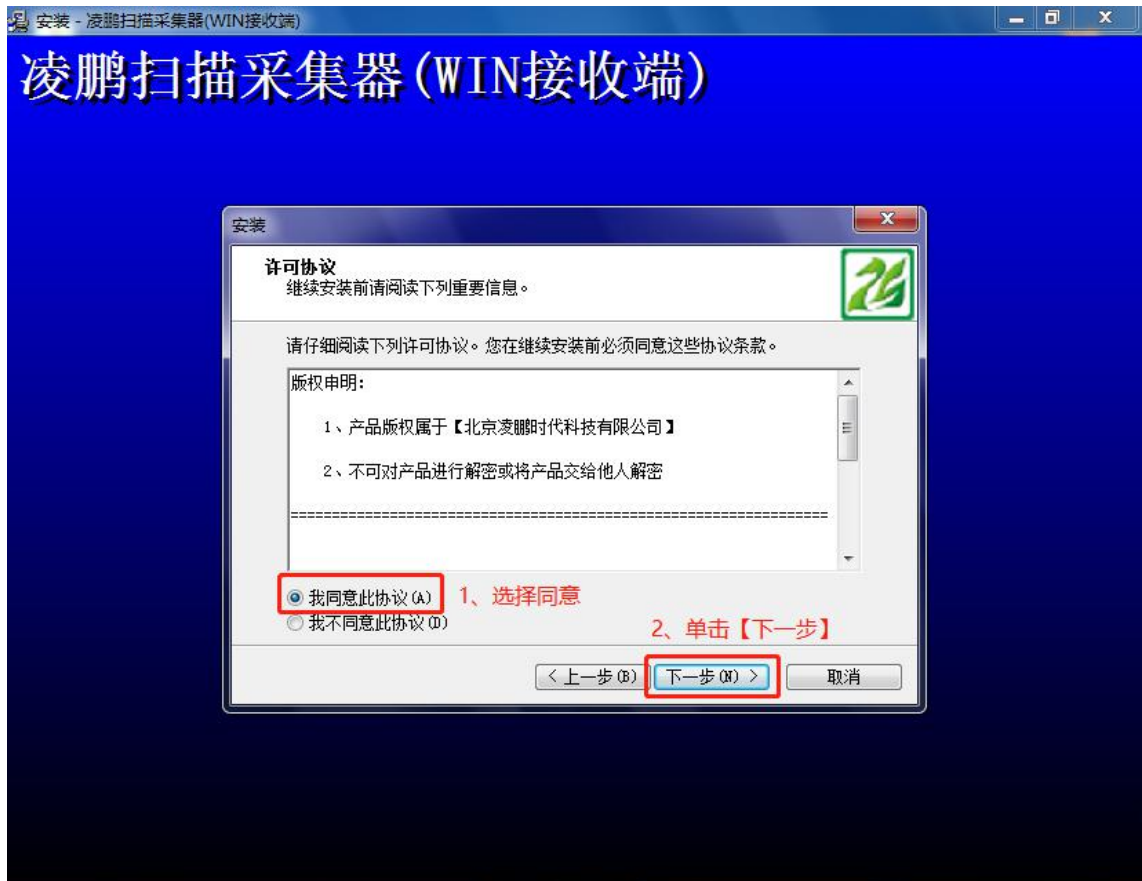 安装 - 凌鹏扫描采集器(WIN接收端)
凌鹏扫描采集器(WIN接收端)
安装
许可协议
继续安装前请阅读下列重要信息。
请仔细阅读下列许可协议。您在继续安装前必须同意这些协议条款。
版权申明:
1、产品版权属于【北京凌鹏时代科技有限公司】
2、不可对产品进行解密或将产品交给他人解密
==================================================================
我同意此协议(A)
1、选择同意
我不同意此协议(D)
2、单击【下一步】
< 上一步(B)
下一步(N) >
取消